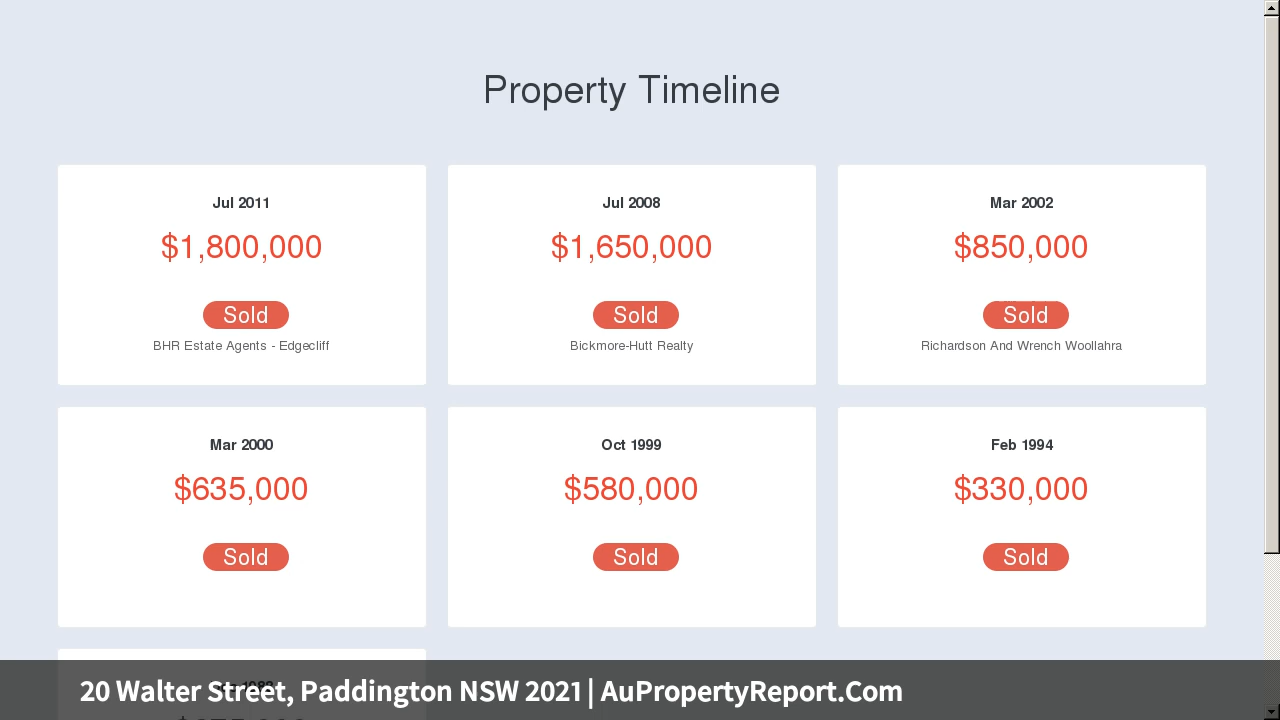 Property Timeline
Jul 2011
$1,800,000
Sold
BHR Estate Agents - Edgecliff
Jul 2008
$1,650,000
Sold
Bickmore-Hutt Realty
Mar 2002
$850,000
Sold
Richardson And Wrench Woollahra
Mar 2000
$635,000
Sold
Oct 1999
$580,000
Sold
Feb 1994
$330,000
Sold
20 Walter Street, Paddington NSW 2021 | AuPropertyReport.Com